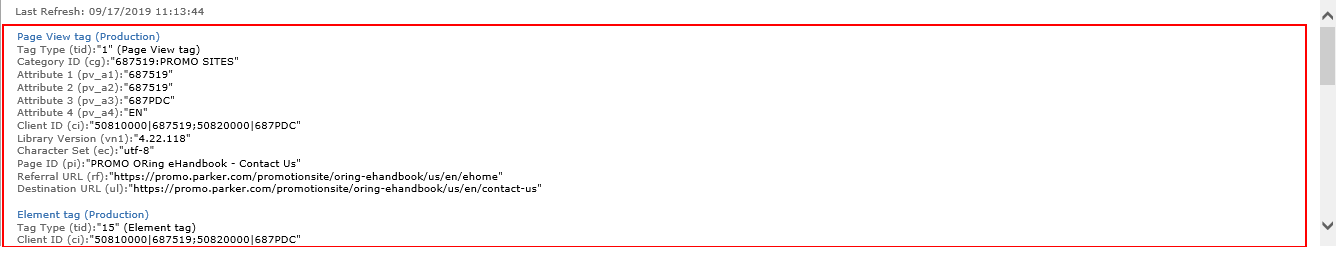 Last Refresh: 09/17/2019 11:13:44
Page View tag (Production)
Tag Type (tid):"1" (Page View tag)
Category ID (cg):"687519:PROMO SITES"
Attribute 1 (pv_a1):"687519"
Attribute 2 (pv_a2):"687519"
Attribute 3 (pv_a3):"687PDC"
Attribute 4 (pv_a4):"EN"
Client ID (ci):"50810000|687519;50820000|687PDC"
Library Version (vn1):"4.22.118"
Character Set (ec):"utf-8"
Page ID (pi):"PROMO ORing eHandbook - Contact Us"
Referral URL (rf):"https://promo.parker.com/promotionsite/oring-ehandbook/us/en/ehome"
Destination URL (ul):"https://promo.parker.com/promotionsite/oring-ehandbook/us/en/contact-us"
Element tag (Production)
Tag Type (tid):"15" (Element tag)
Client ID (ci):"50810000|687519;50820000|687PDC"